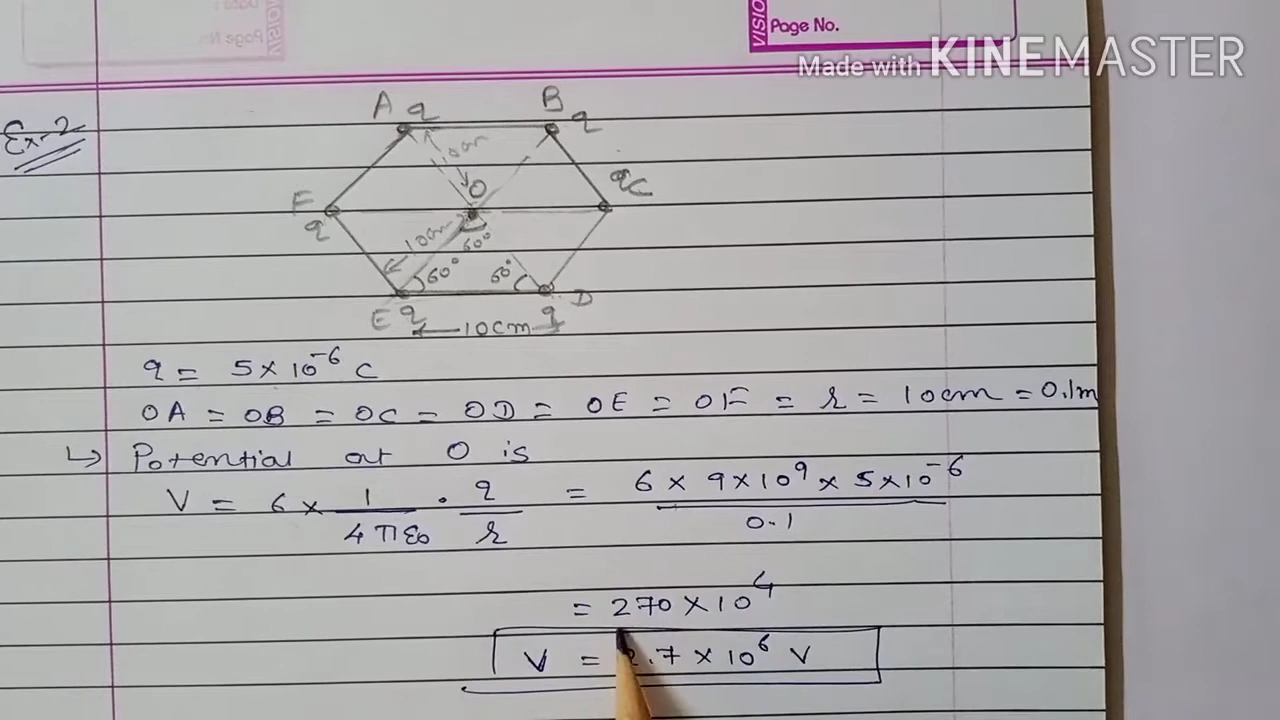 VISIO
Page No.
Made with KINEMASTER
Ex-2
A q
B q
10cm
O
q C
F q
10cm
60°
60°
60°
E q
q D
10cm
q = 5×10⁻⁶ C
OA = OB = OC = OD = OE = OF = r = 10cm = 0.1m
↳ Potential at O is
V = 6 × 1/4πε₀ · q/r = 6 × 9×10⁹ × 5×10⁻⁶ / 0.1
= 270×10⁴
V = 2.7 × 10⁶ V